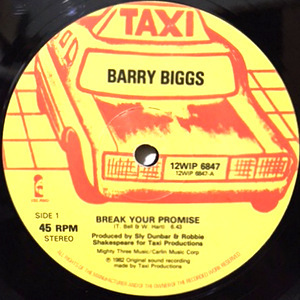 TAXI
BARRY BIGGS
12WIP 6847
12WIP 6847-A
SIDE 1
45 RPM
STEREO
BREAK YOUR PROMISE
(T. Bell & W. Hart) 8.43
Produced by Sly Dunbar & Robbie
Shakespeare for Taxi Productions
Mighty Three Music/Carlin Music Corp.
℗ 1982 Original sound recording
made by Taxi Productions